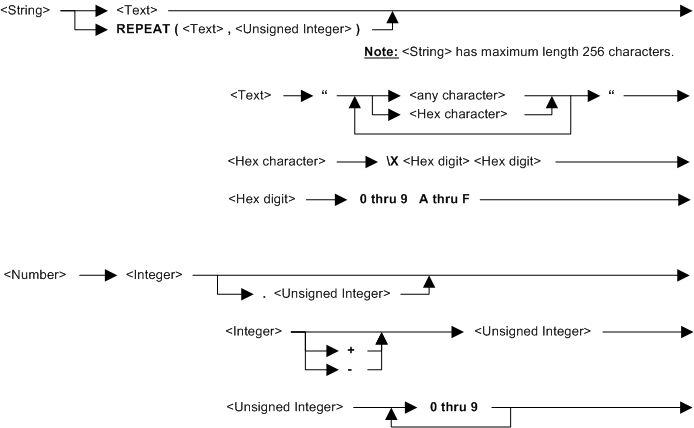 <String> <Text>
REPEAT ( <Text> , <Unsigned Integer> )
Note: <String> has maximum length 256 characters.
<Text> “ <any character> “
<Hex character>
<Hex character> \X <Hex digit> <Hex digit>
<Hex digit> 0 thru 9 A thru F
<Number> <Integer>
. <Unsigned Integer>
<Integer> <Unsigned Integer>
+
-
<Unsigned Integer> 0 thru 9